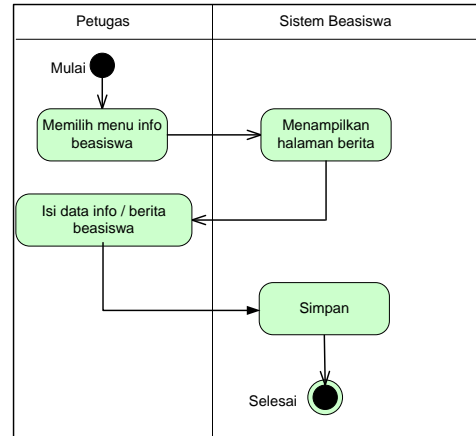 Petugas
Sistem Beasiswa
Mulai
Memilih menu info
beasiswa
Menampilkan
halaman berita
Isi data info / berita
beasiswa
Simpan
Selesai